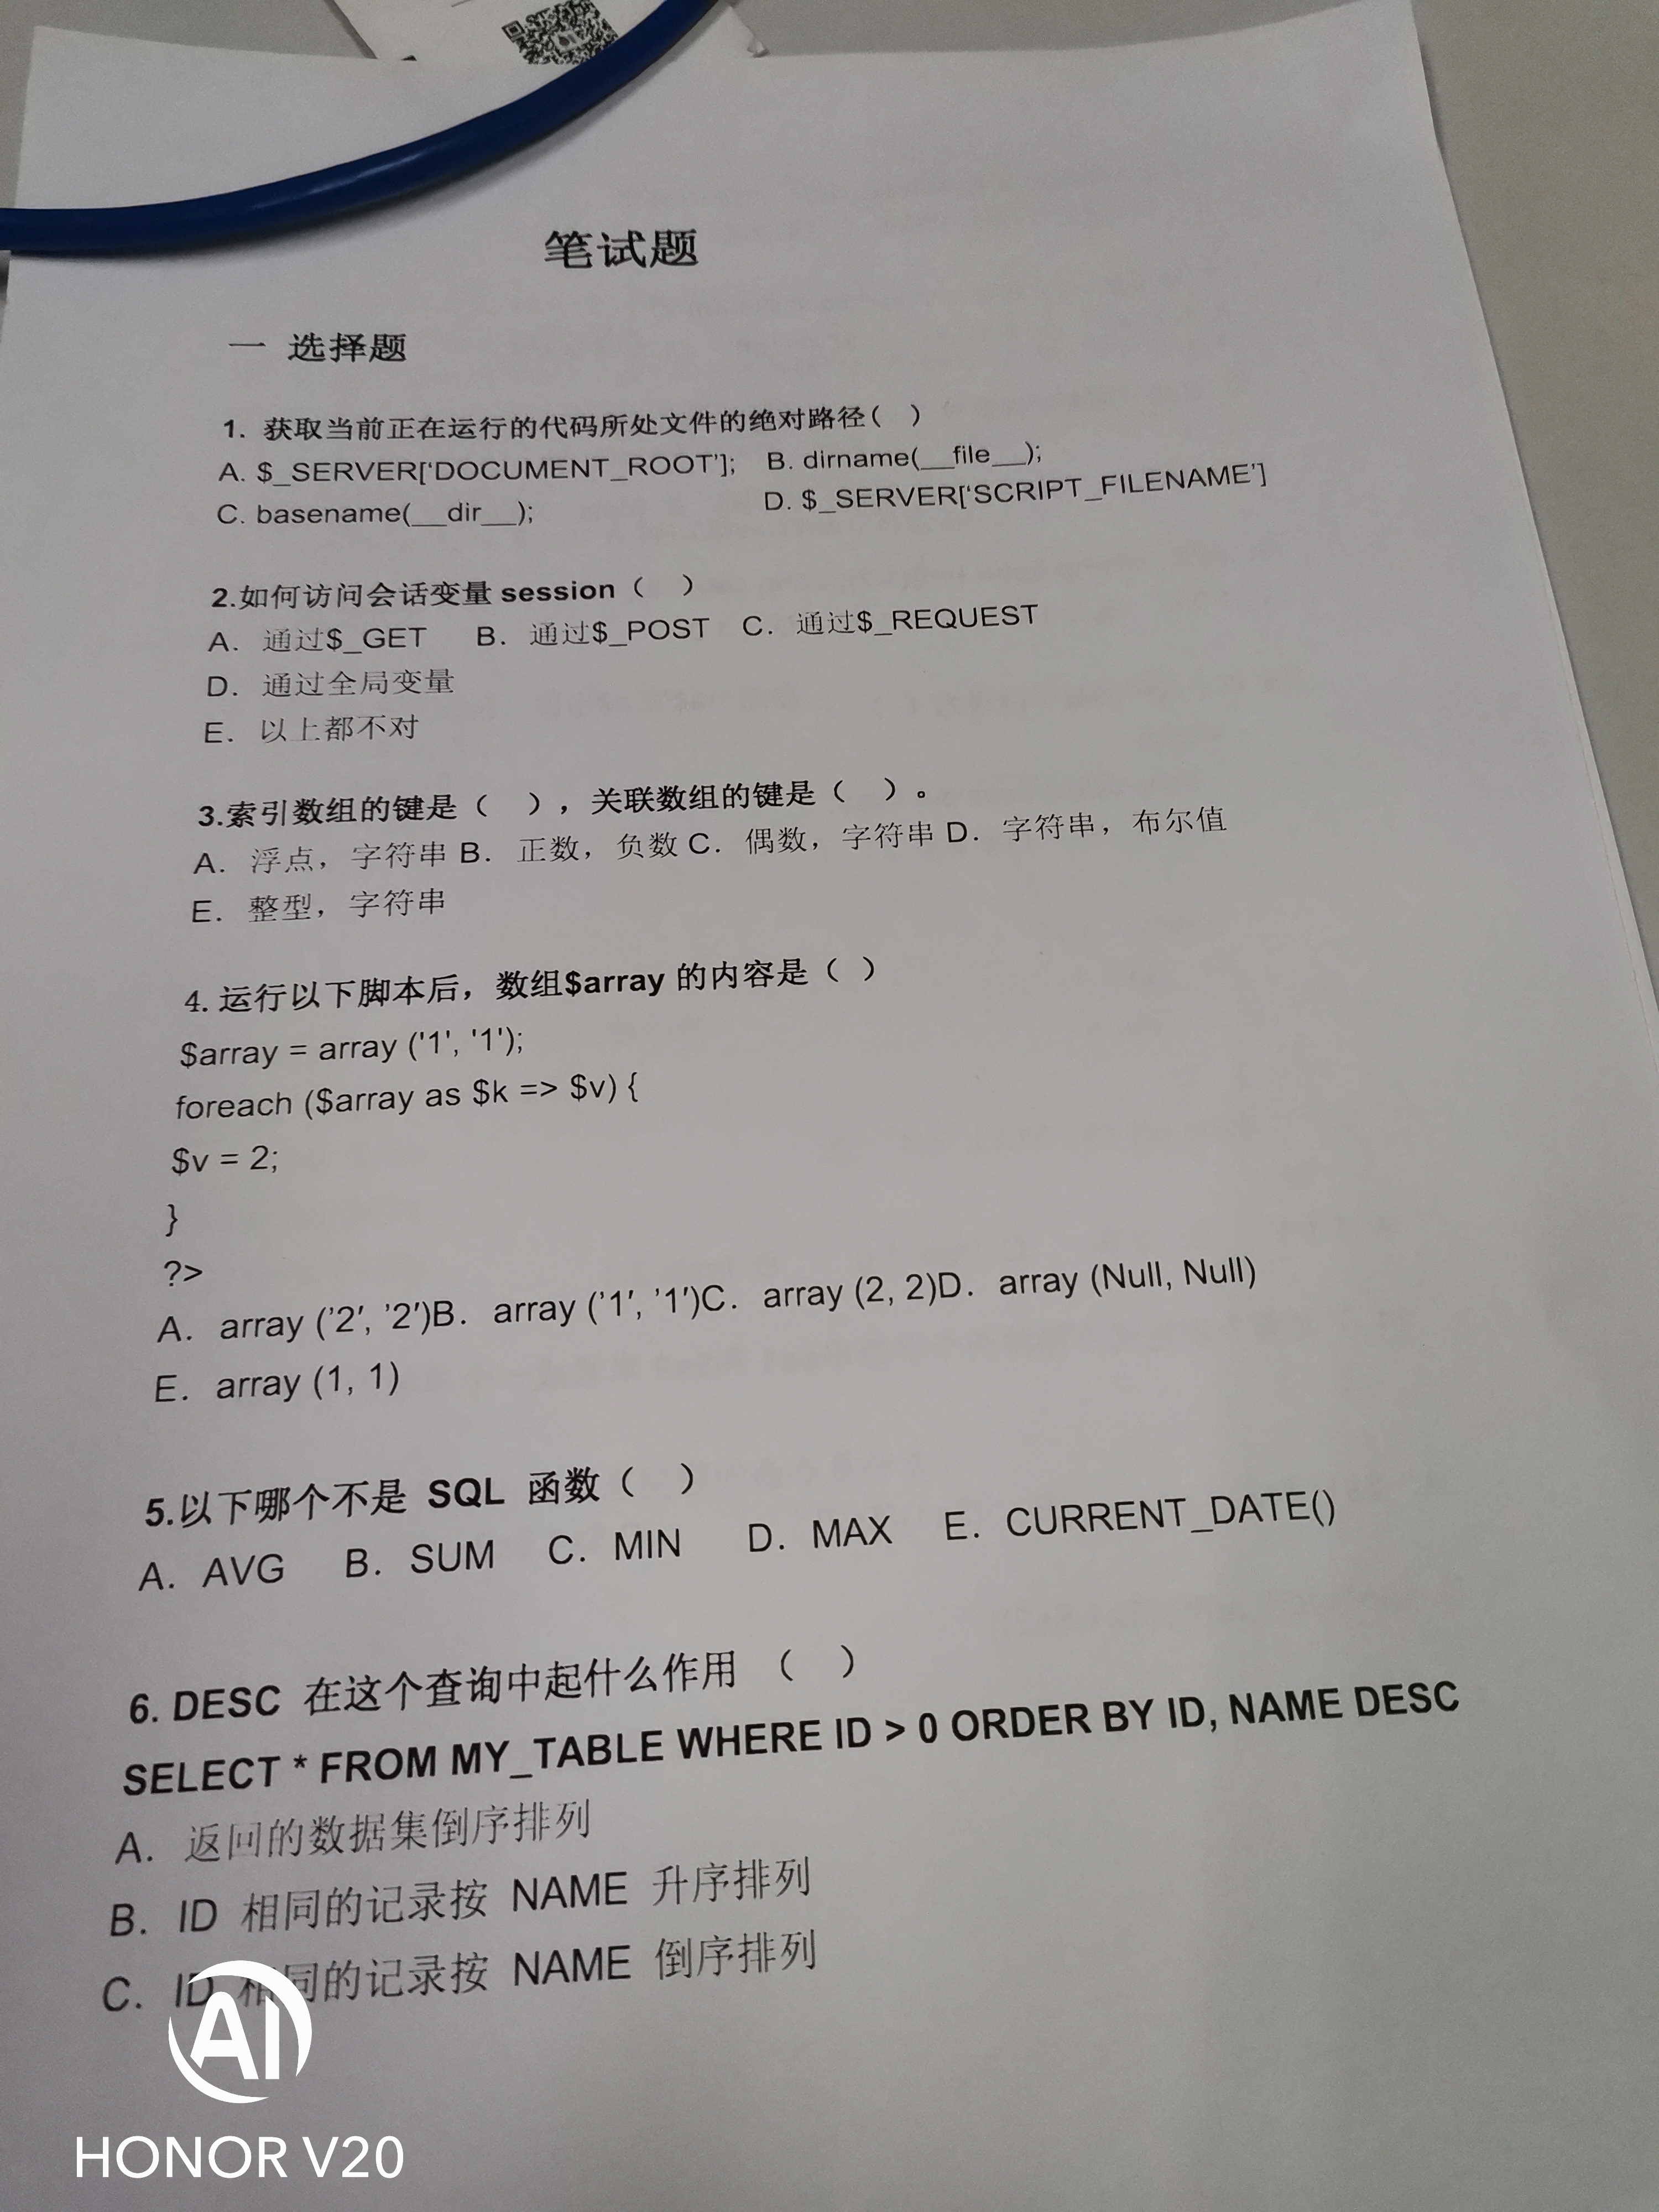 笔试题
一 选择题
1. 获取当前正在运行的代码所处文件的绝对路径（ ）
A. $_SERVER[‘DOCUMENT_ROOT’]; B. dirname(__file__);
C. basename(__dir__); D. $_SERVER[‘SCRIPT_FILENAME’]
2.如何访问会话变量 session（ ）
A. 通过$_GET B. 通过$_POST C. 通过$_REQUEST
D. 通过全局变量
E. 以上都不对
3.索引数组的键是（ ），关联数组的键是（ ）。
A. 浮点，字符串 B. 正数，负数 C. 偶数，字符串 D. 字符串，布尔值
E. 整型，字符串
4. 运行以下脚本后，数组$array 的内容是（ ）
$array = array ('1', '1');
foreach ($array as $k => $v) {
$v = 2;
}
?>
A. array (’2′, ’2′)B. array (’1′, ’1′)C. array (2, 2)D. array (Null, Null)
E. array (1, 1)
5.以下哪个不是 SQL 函数（ ）
A. AVG B. SUM C. MIN D. MAX E. CURRENT_DATE()
6. DESC 在这个查询中起什么作用 （ ）
SELECT * FROM MY_TABLE WHERE ID > 0 ORDER BY ID, NAME DESC
A. 返回的数据集倒序排列
B. ID 相同的记录按 NAME 升序排列
C. ID 相同的记录按 NAME 倒序排列
AI
HONOR V20